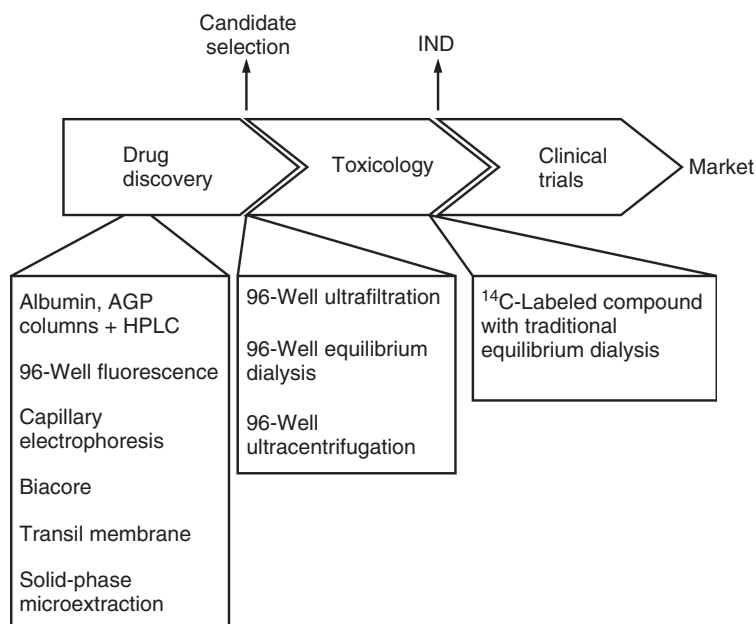 Candidate
selection
IND
Drug
discovery
Toxicology
Clinical
trials
Market
Albumin, AGP
columns + HPLC
96-Well fluorescence
Capillary
electrophoresis
Biacore
Transil membrane
Solid-phase
microextraction
96-Well ultrafiltration
96-Well equilibrium
dialysis
96-Well
ultracentrifugation
¹⁴C-Labeled compound
with traditional
equilibrium dialysis